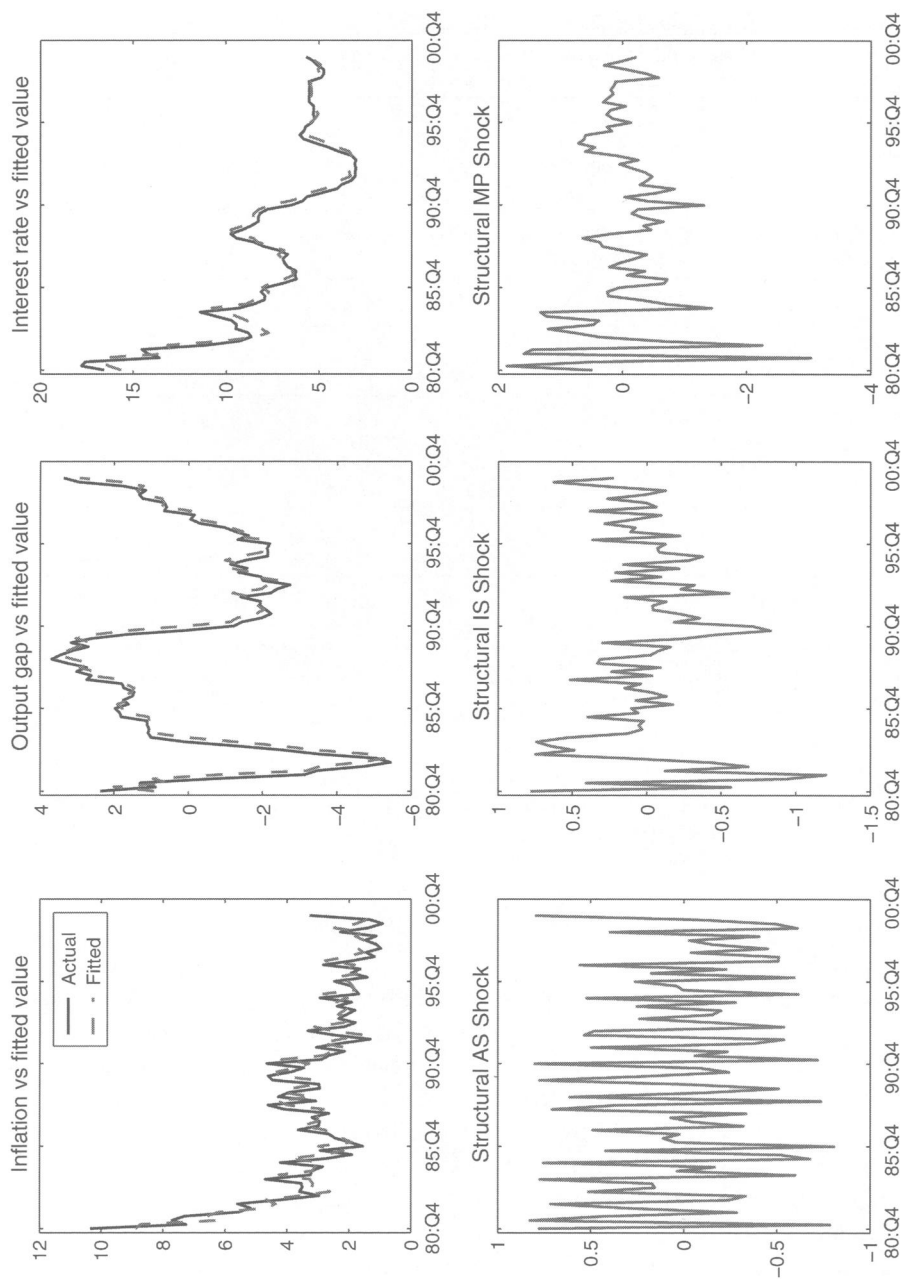 Inflation vs fitted value
12
10
8
6
4
2
0
Actual
Fitted
80:Q4 85:Q4 90:Q4 95:Q4 00:Q4
Output gap vs fitted value
4
2
0
−2
−4
−6
80:Q4 85:Q4 90:Q4 95:Q4 00:Q4
Interest rate vs fitted value
20
15
10
5
0
80:Q4 85:Q4 90:Q4 95:Q4 00:Q4
Structural AS Shock
1
0.5
0
−0.5
−1
80:Q4 85:Q4 90:Q4 95:Q4 00:Q4
Structural IS Shock
1
0.5
0
−0.5
−1
−1.5
80:Q4 85:Q4 90:Q4 95:Q4 00:Q4
Structural MP Shock
2
0
−2
−4
80:Q4 85:Q4 90:Q4 95:Q4 00:Q4